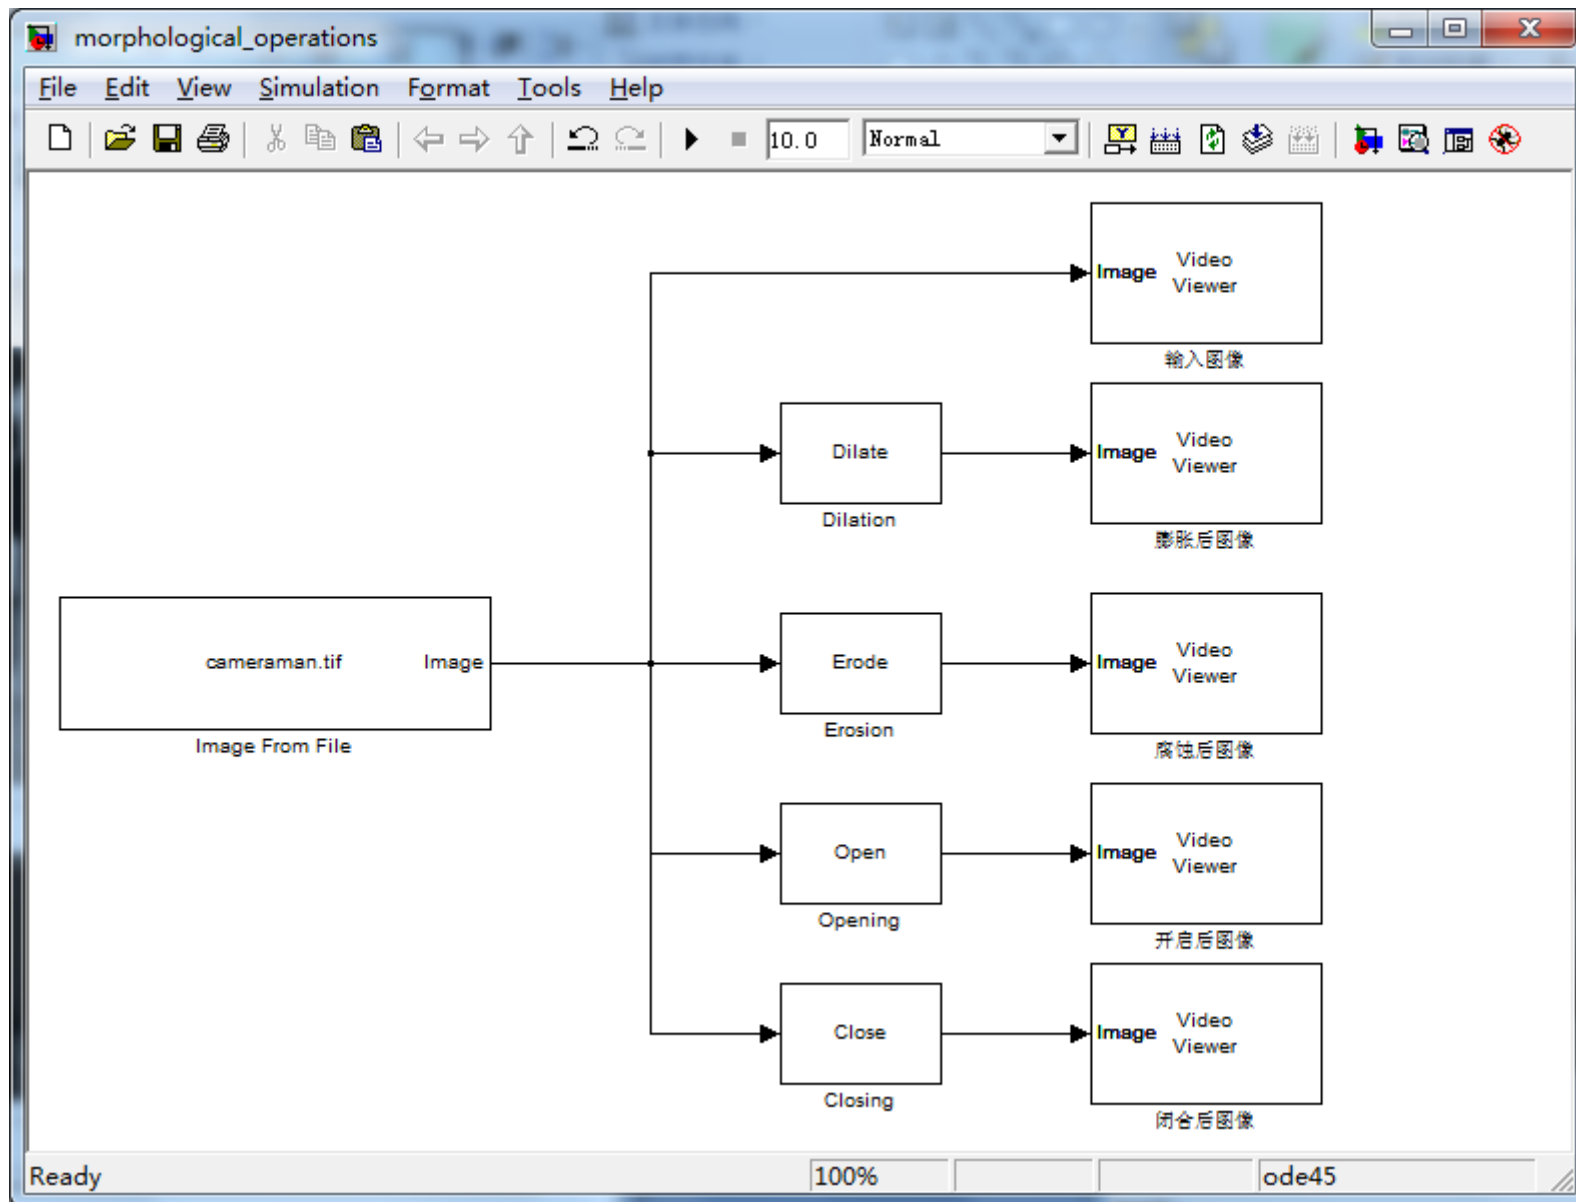 morphological_operations
File Edit View Simulation Format Tools Help
10.0 Normal
Image Video
Viewer
输入图像
Dilate
Dilation
Image Video
Viewer
膨胀后图像
cameraman.tif Image
Image From File
Erode
Erosion
Image Video
Viewer
腐蚀后图像
Open
Opening
Image Video
Viewer
开启后图像
Close
Closing
Image Video
Viewer
闭合后图像
Ready 100% ode45